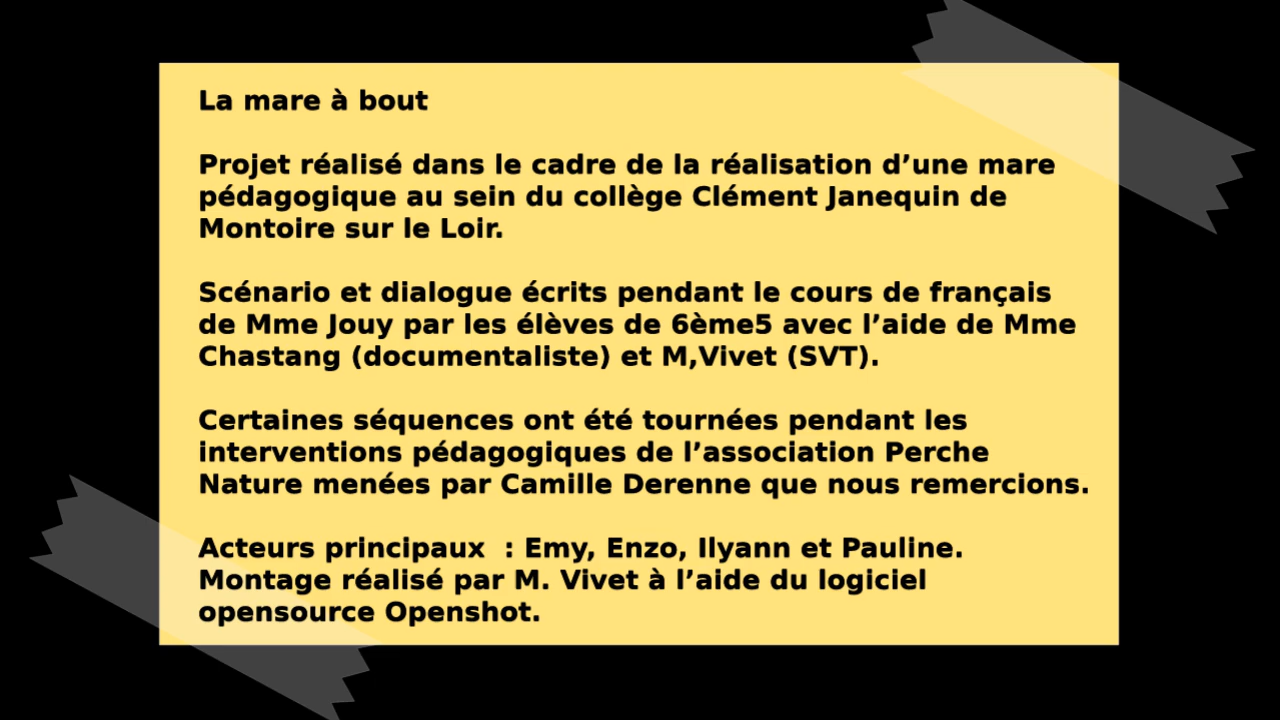 La mare à bout
Projet réalisé dans le cadre de la réalisation d’une mare
pédagogique au sein du collège Clément Janequin de
Montoire sur le Loir.
Scénario et dialogue écrits pendant le cours de français
de Mme Jouy par les élèves de 6ème5 avec l’aide de Mme
Chastang (documentaliste) et M,Vivet (SVT).
Certaines séquences ont été tournées pendant les
interventions pédagogiques de l’association Perche
Nature menées par Camille Derenne que nous remercions.
Acteurs principaux  : Emy, Enzo, Ilyann et Pauline.
Montage réalisé par M. Vivet à l’aide du logiciel
opensource Openshot.